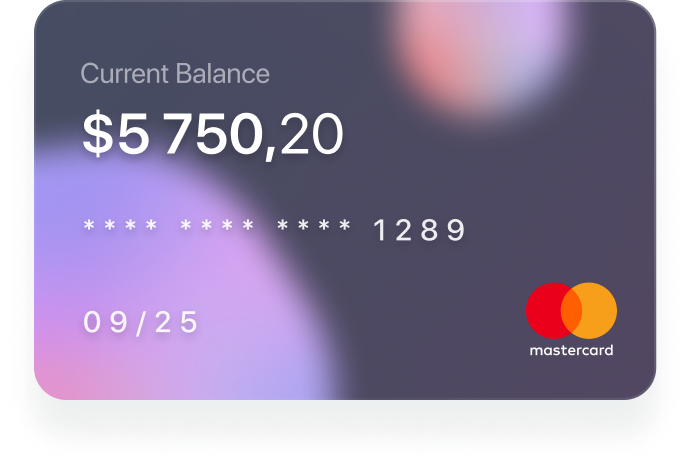 Current Balance
$5 750,20
**** **** **** 1289
09/25
mastercard